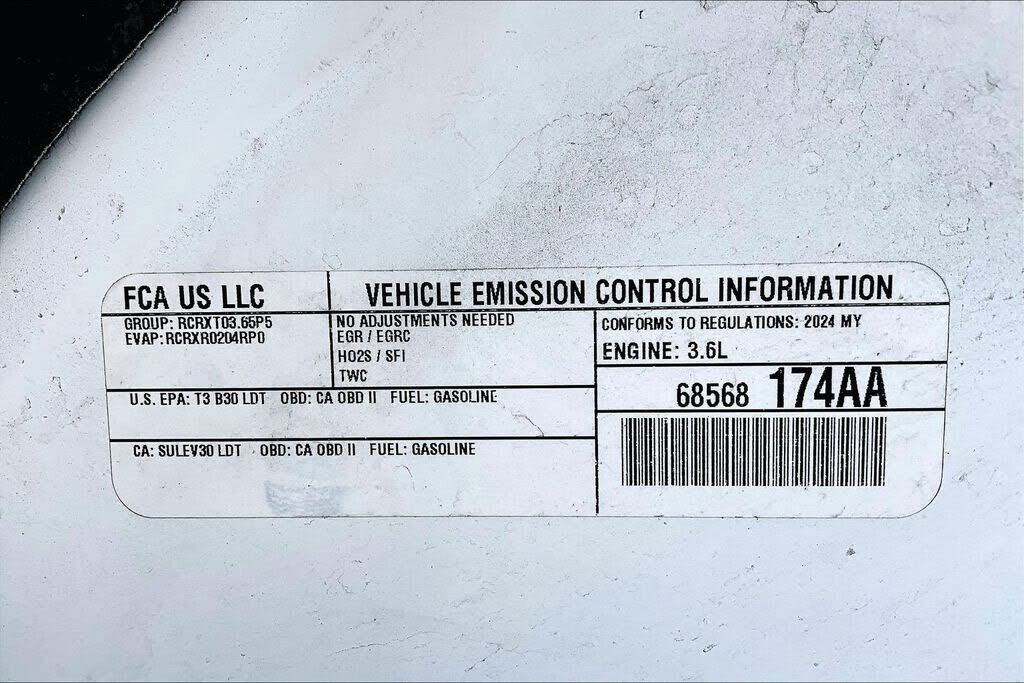 FCA US LLC
VEHICLE EMISSION CONTROL INFORMATION
GROUP: RCRXT03.65P5
EVAP: RCRXR0204RP0
NO ADJUSTMENTS NEEDED
EGR / EGRC
HO2S / SFI
TWC
CONFORMS TO REGULATIONS: 2024 MY
ENGINE: 3.6L
68568 174AA
U.S. EPA: T3 B30 LDT OBD: CA OBD II FUEL: GASOLINE
CA: SULEV30 LDT OBD: CA OBD II FUEL: GASOLINE